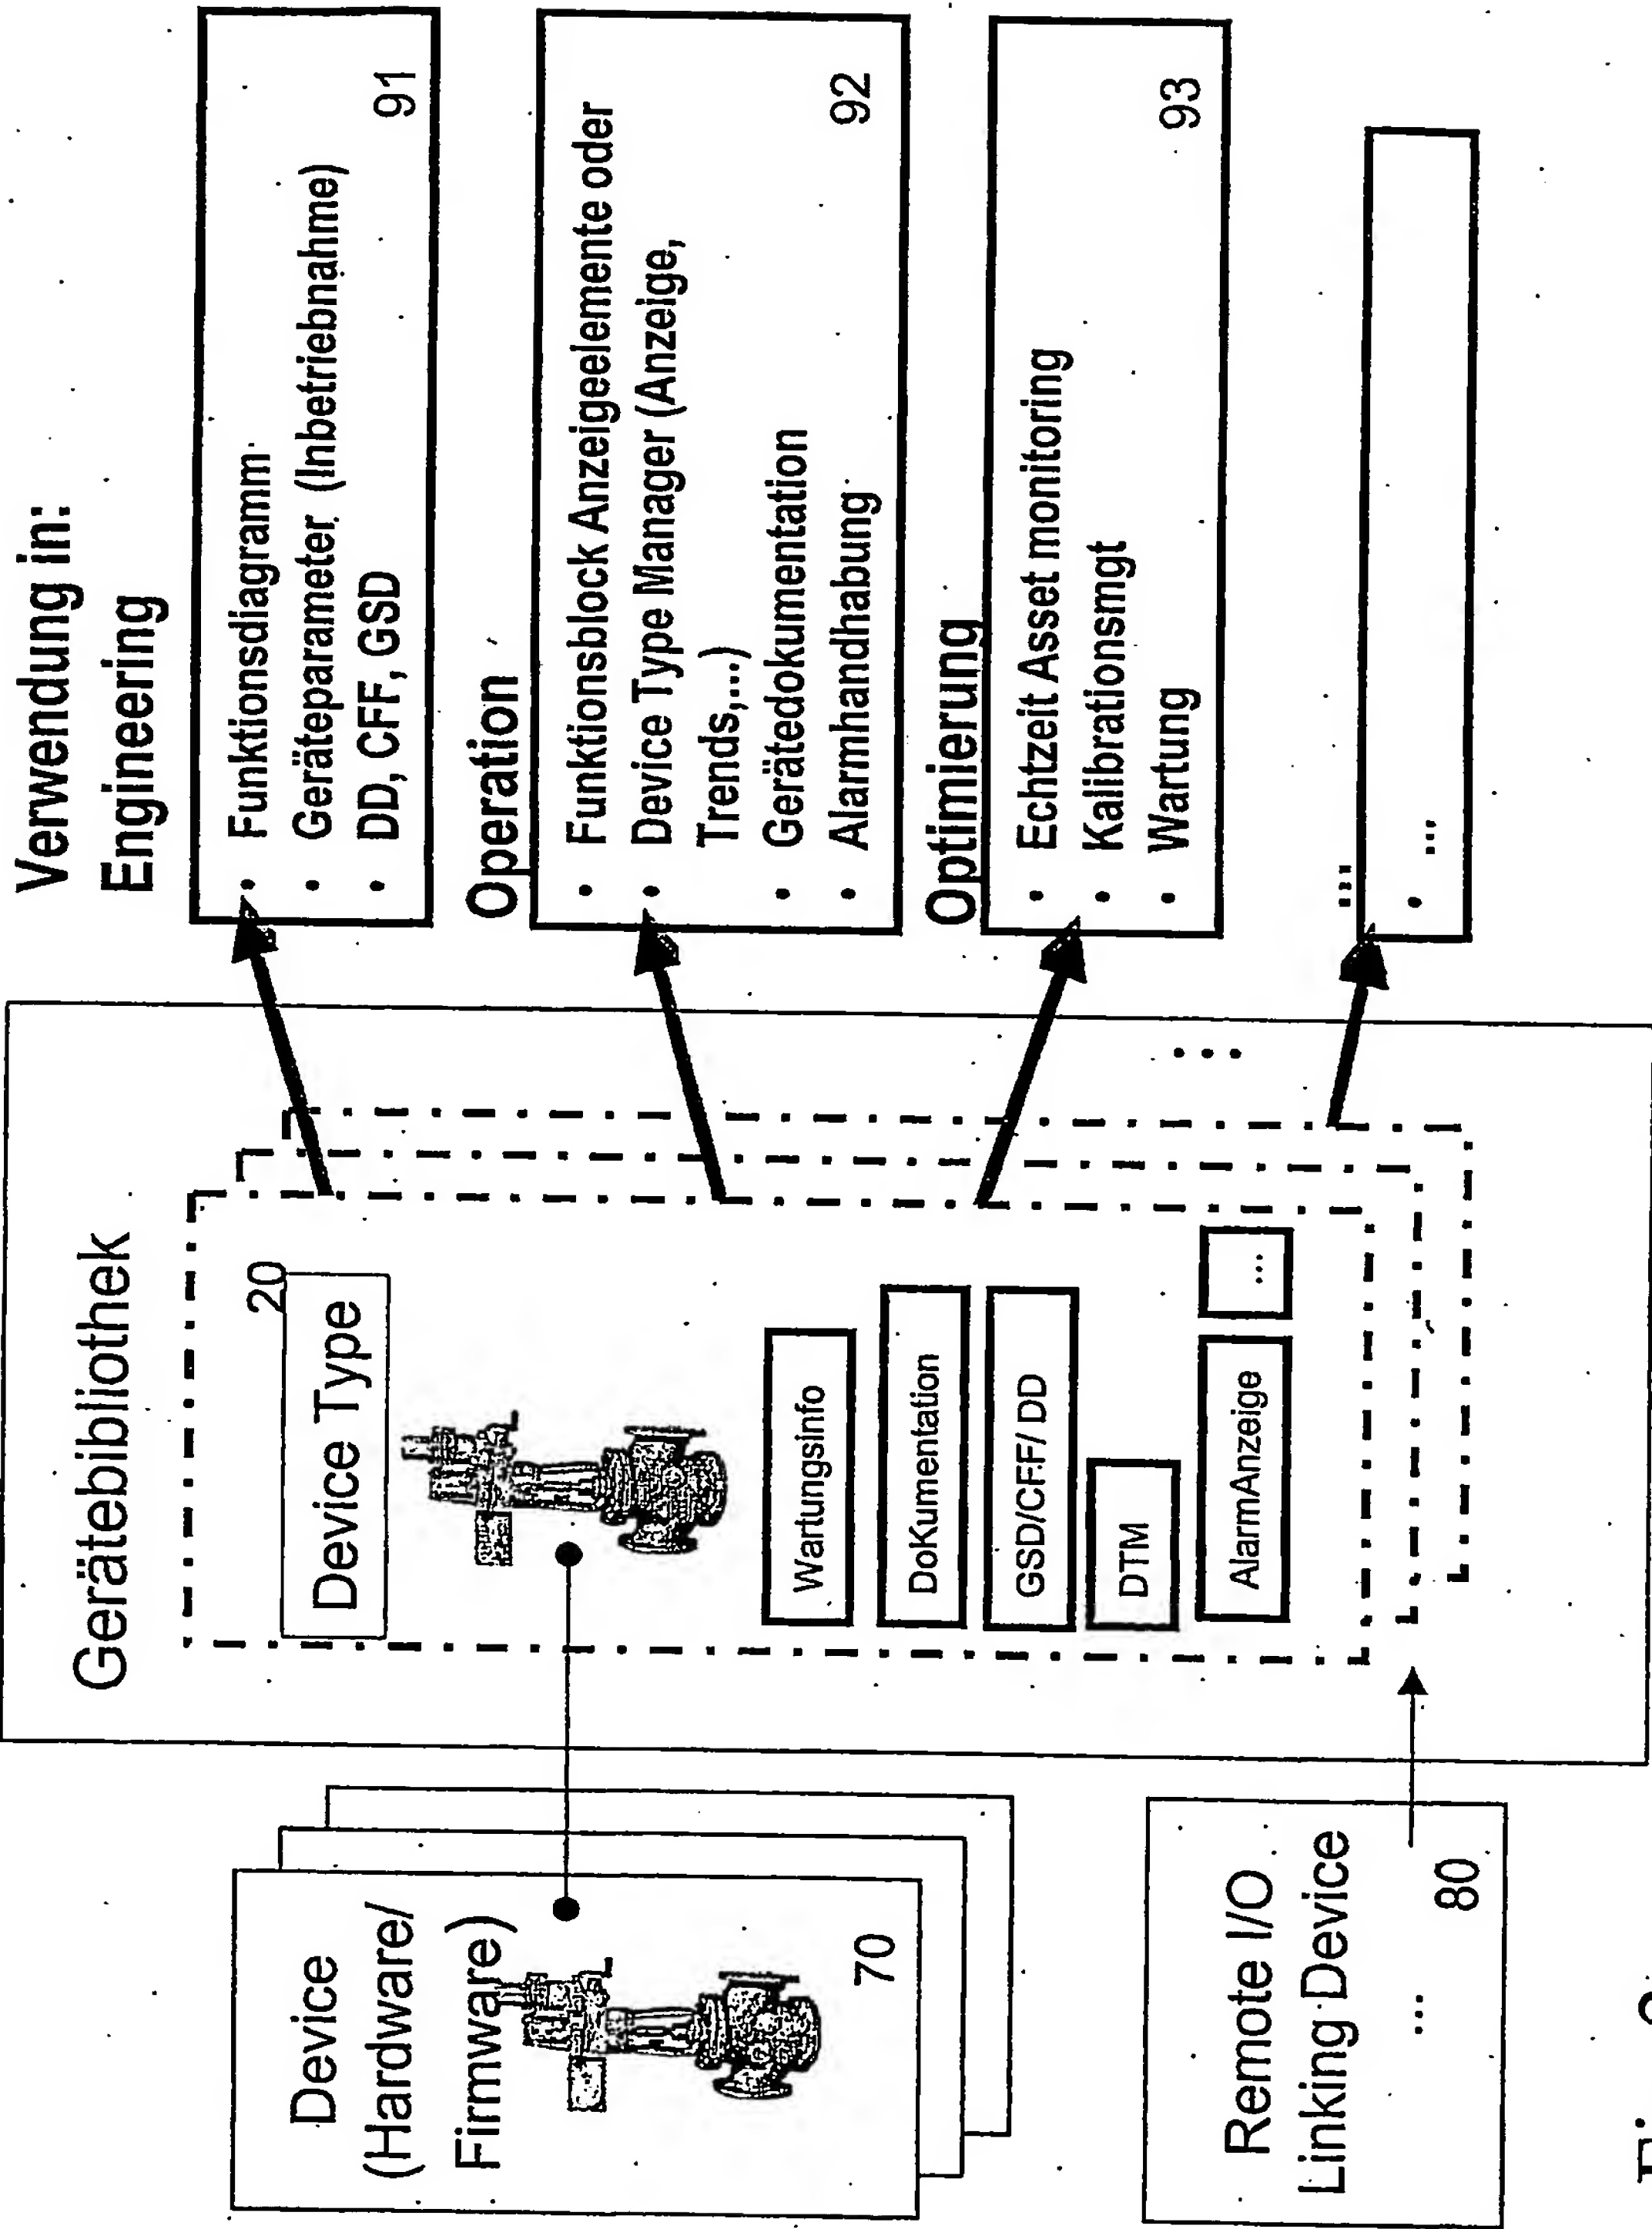 Device
(Hardware/
Firmware)
70
Remote I/O
Linking Device
...
80
Gerätebibliothek
20
Device Type
Wartungsinfo
DoKumentation
GSD/CFF/ DD
DTM
AlarmAnzeige
...
...
Verwendung in:
Engineering
• Funktionsdiagramm
• Geräteparameter (Inbetriebnahme)
• DD, CFF, GSD
91
Operation
• Funktionsblock Anzeigeelemente oder
• Device Type Manager (Anzeige,
Trends,...)
• Gerätedokumentation
• Alarmhandhabung
92
Optimierung
• Echtzeit Asset monitoring
• Kalibrationsmgt
• Wartung
93
...
• ...